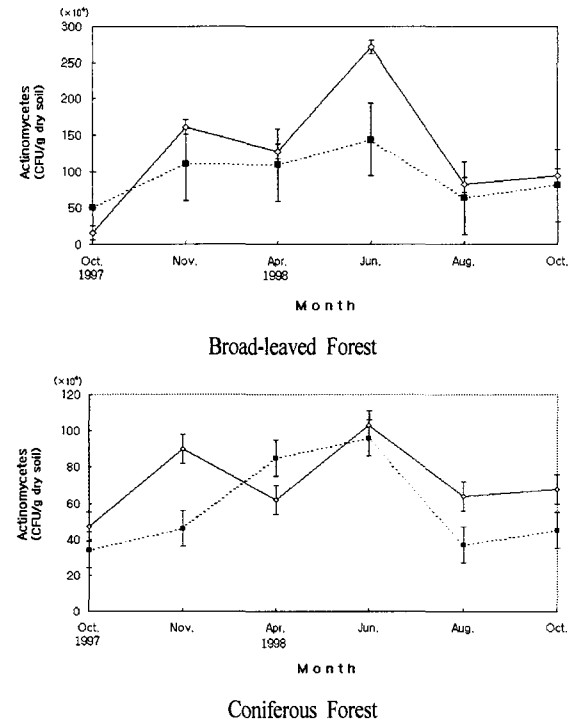 (×10⁴)
Actinomycetes
(CFU/g dry soil)
300
250
200
150
100
50
0
Oct. Nov. Apr. Jun. Aug. Oct.
1997 1998
Month
Broad-leaved Forest
(×10⁴)
Actinomycetes
(CFU/g dry soil)
120
100
80
60
40
20
0
Oct. Nov. Apr. Jun. Aug. Oct.
1997 1998
Month
Coniferous Forest